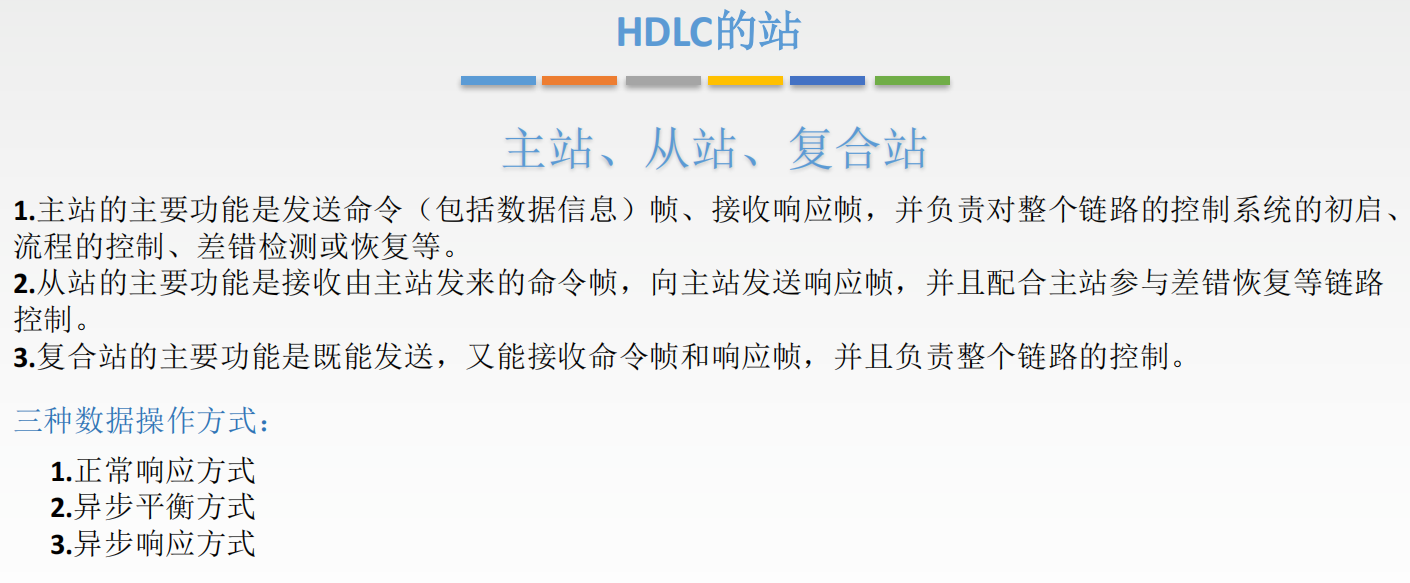 HDLC的站
主站、从站、复合站
1.主站的主要功能是发送命令（包括数据信息）帧、接收响应帧，并负责对整个链路的控制系统的初启、
流程的控制、差错检测或恢复等。
2.从站的主要功能是接收由主站发来的命令帧，向主站发送响应帧，并且配合主站参与差错恢复等链路
控制。
3.复合站的主要功能是既能发送，又能接收命令帧和响应帧，并且负责整个链路的控制。
三种数据操作方式：
1.正常响应方式
2.异步平衡方式
3.异步响应方式